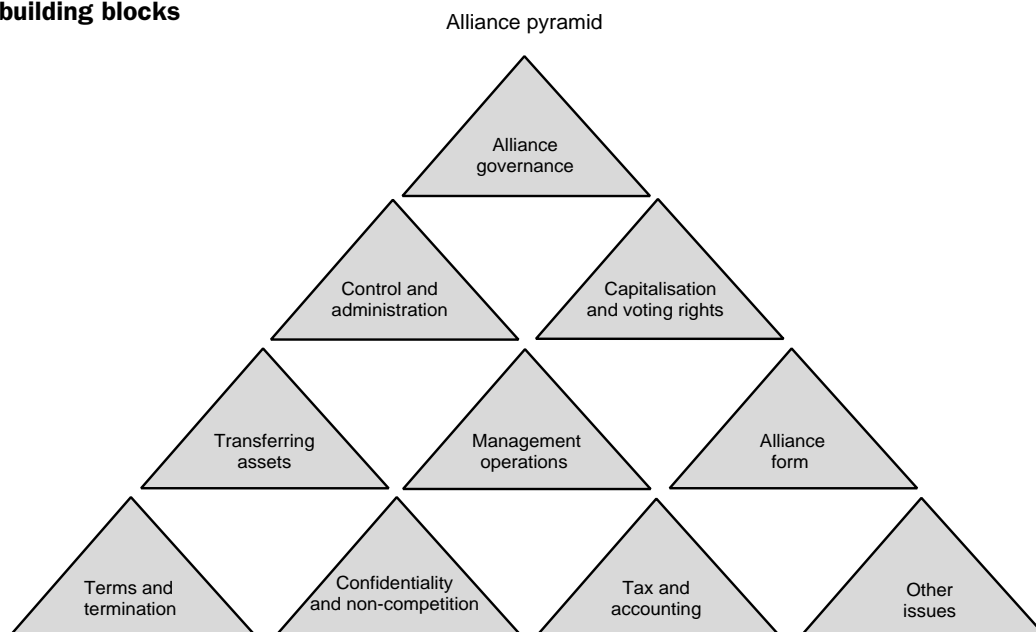 building blocks
Alliance pyramid
Alliance
governance
Control and
administration
Capitalisation
and voting rights
Transferring
assets
Management
operations
Alliance
form
Terms and
termination
Confidentiality
and non-competition
Tax and
accounting
Other
issues